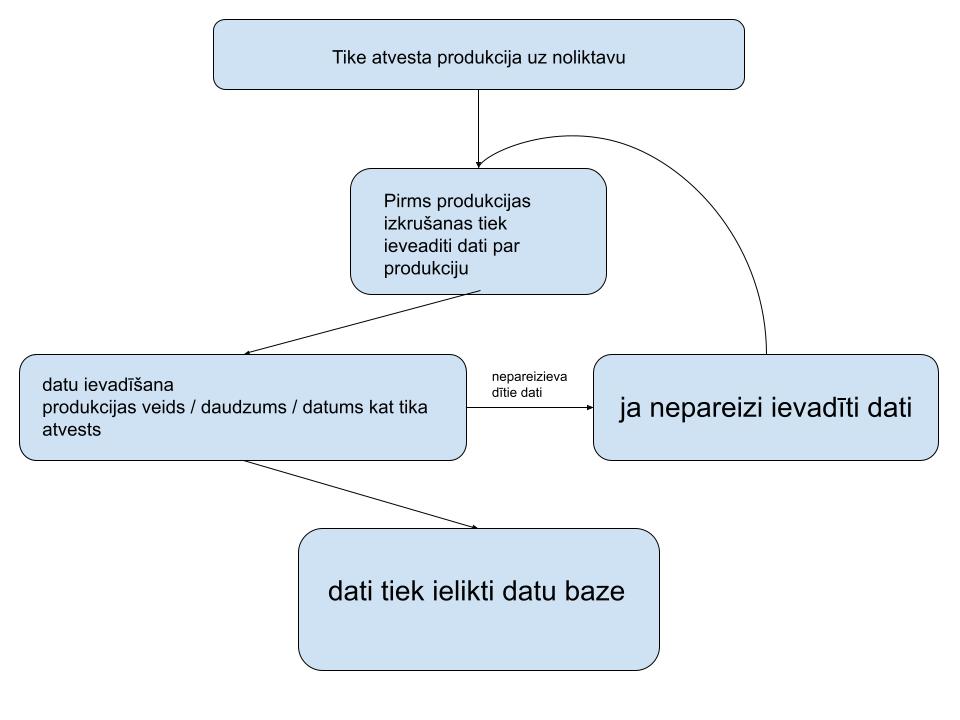 Tike atvesta produkcija uz noliktavu
Pirms produkcijas
izkrušanas tiek
ieveaditi dati par
produkciju
datu ievadīšana
produkcijas veids / daudzums / datums kat tika
atvests
nepareizieva
dītie dati
ja nepareizi ievadīti dati
dati tiek ielikti datu baze